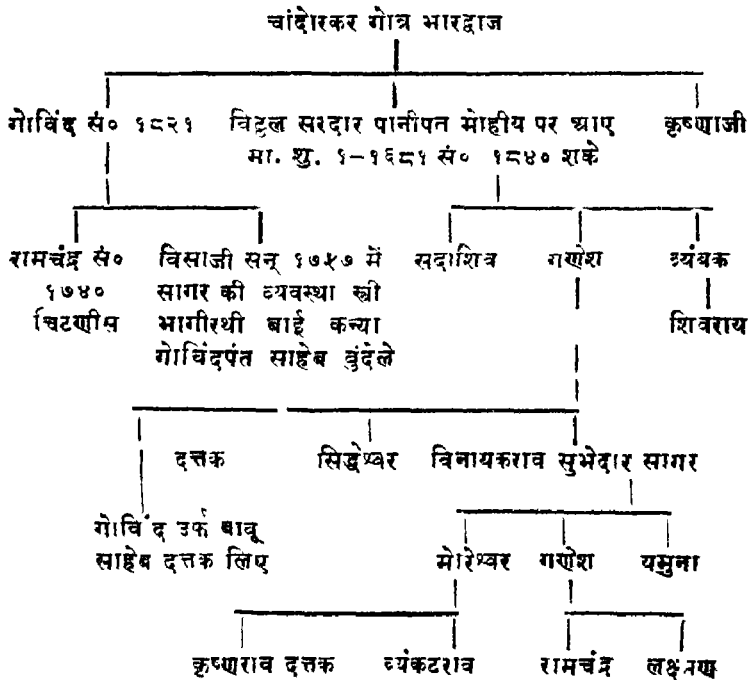 चांदोरकर गोत्र भारद्वाज
गोविंद सं० १८२१ विट्ठल सरदार पानीपत मोहीय पर आए कृष्णाजी
मा. शु. १–१६८१ सं० १८४० शके
रामचंद्र सं० विसाजी सन् १७५७ में सदाशिव गणेश त्र्यंबक
१७४० सागर की व्यवस्था स्त्री
चिटणीस भागीरथी बाई कन्या शिवराय
गोविंदपंत साहेब बुंदेले
दत्तक सिद्धेश्वर विनायकराव सुभेदार सागर
गोविंद उर्फ बाबू
साहेब दत्तक लिए मोरेश्वर गणेश यमुना
कृष्णराव दत्तक व्यंकटराव रामचंद्र लक्ष्मण